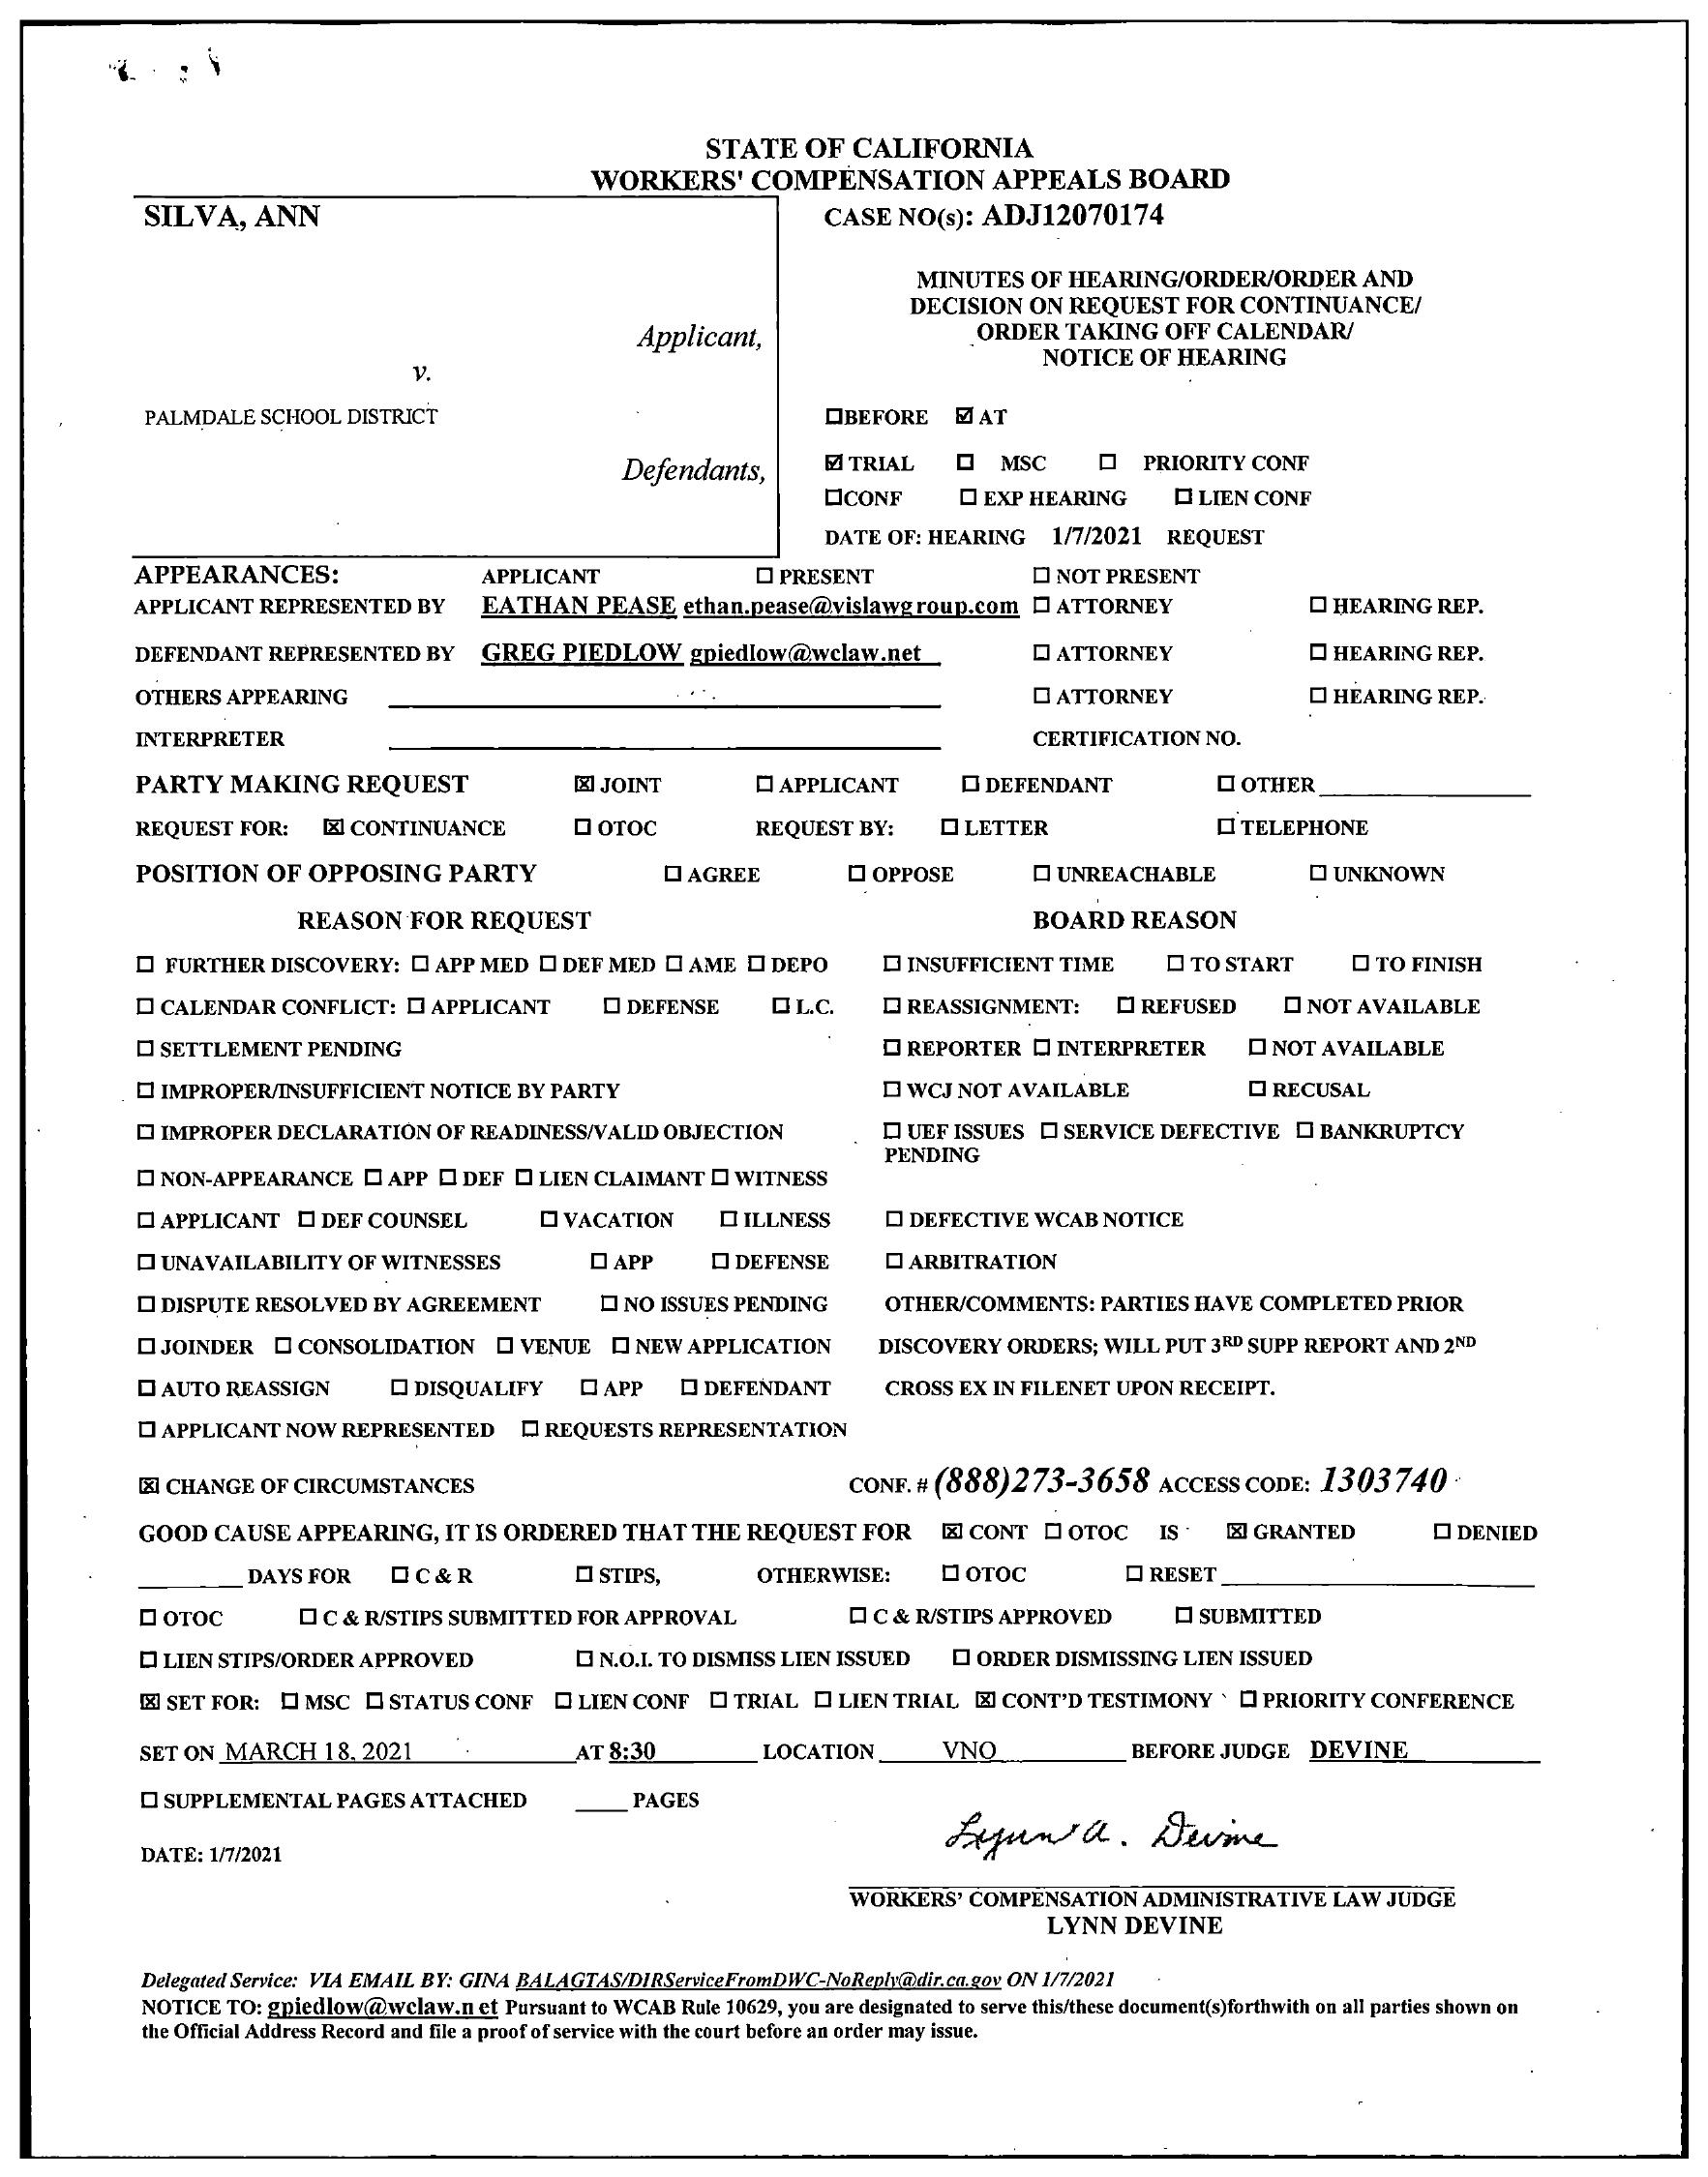 STATE OF CALIFORNIA
WORKERS' COMPENSATION APPEALS BOARD
SILVA, ANN
CASE NO(s): ADJ12070174
MINUTES OF HEARING/ORDER/ORDER AND
DECISION ON REQUEST FOR CONTINUANCE/
ORDER TAKING OFF CALENDAR/
NOTICE OF HEARING
Applicant,
v.
PALMDALE SCHOOL DISTRICT
Defendants,
☐BEFORE ☑ AT
☑ TRIAL ☐ MSC ☐ PRIORITY CONF
☐CONF ☐ EXP HEARING ☐ LIEN CONF
DATE OF: HEARING 1/7/2021 REQUEST
APPEARANCES: APPLICANT ☐ PRESENT ☐ NOT PRESENT
APPLICANT REPRESENTED BY EATHAN PEASE ethan.pease@vislawgroup.com ☐ ATTORNEY ☐ HEARING REP.
DEFENDANT REPRESENTED BY GREG PIEDLOW gpiedlow@wclaw.net ☐ ATTORNEY ☐ HEARING REP.
OTHERS APPEARING ☐ ATTORNEY ☐ HEARING REP.
INTERPRETER CERTIFICATION NO.
PARTY MAKING REQUEST ☒ JOINT ☐ APPLICANT ☐ DEFENDANT ☐ OTHER
REQUEST FOR: ☒ CONTINUANCE ☐ OTOC REQUEST BY: ☐ LETTER ☐ TELEPHONE
POSITION OF OPPOSING PARTY ☐ AGREE ☐ OPPOSE ☐ UNREACHABLE ☐ UNKNOWN
REASON FOR REQUEST BOARD REASON
☐ FURTHER DISCOVERY: ☐ APP MED ☐ DEF MED ☐ AME ☐ DEPO ☐ INSUFFICIENT TIME ☐ TO START ☐ TO FINISH
☐ CALENDAR CONFLICT: ☐ APPLICANT ☐ DEFENSE ☐ L.C. ☐ REASSIGNMENT: ☐ REFUSED ☐ NOT AVAILABLE
☐ SETTLEMENT PENDING ☐ REPORTER ☐ INTERPRETER ☐ NOT AVAILABLE
☐ IMPROPER/INSUFFICIENT NOTICE BY PARTY ☐ WCJ NOT AVAILABLE ☐ RECUSAL
☐ IMPROPER DECLARATION OF READINESS/VALID OBJECTION ☐ UEF ISSUES ☐ SERVICE DEFECTIVE ☐ BANKRUPTCY
PENDING
☐ NON-APPEARANCE ☐ APP ☐ DEF ☐ LIEN CLAIMANT ☐ WITNESS
☐ APPLICANT ☐ DEF COUNSEL ☐ VACATION ☐ ILLNESS ☐ DEFECTIVE WCAB NOTICE
☐ UNAVAILABILITY OF WITNESSES ☐ APP ☐ DEFENSE ☐ ARBITRATION
☐ DISPUTE RESOLVED BY AGREEMENT ☐ NO ISSUES PENDING OTHER/COMMENTS: PARTIES HAVE COMPLETED PRIOR
☐ JOINDER ☐ CONSOLIDATION ☐ VENUE ☐ NEW APPLICATION DISCOVERY ORDERS; WILL PUT 3RD SUPP REPORT AND 2ND
☐ AUTO REASSIGN ☐ DISQUALIFY ☐ APP ☐ DEFENDANT CROSS EX IN FILENET UPON RECEIPT.
☐ APPLICANT NOW REPRESENTED ☐ REQUESTS REPRESENTATION
☒ CHANGE OF CIRCUMSTANCES CONF. # (888)273-3658 ACCESS CODE: 1303740
GOOD CAUSE APPEARING, IT IS ORDERED THAT THE REQUEST FOR ☒ CONT ☐ OTOC IS ☒ GRANTED ☐ DENIED
______ DAYS FOR ☐ C & R ☐ STIPS, OTHERWISE: ☐ OTOC ☐ RESET
☐ OTOC ☐ C & R/STIPS SUBMITTED FOR APPROVAL ☐ C & R/STIPS APPROVED ☐ SUBMITTED
☐ LIEN STIPS/ORDER APPROVED ☐ N.O.I. TO DISMISS LIEN ISSUED ☐ ORDER DISMISSING LIEN ISSUED
☒ SET FOR: ☐ MSC ☐ STATUS CONF ☐ LIEN CONF ☐ TRIAL ☐ LIEN TRIAL ☒ CONT'D TESTIMONY ☐ PRIORITY CONFERENCE
SET ON MARCH 18, 2021 AT 8:30 LOCATION VNO BEFORE JUDGE DEVINE
☐ SUPPLEMENTAL PAGES ATTACHED ____ PAGES
Lynn A. Devine
DATE: 1/7/2021
WORKERS' COMPENSATION ADMINISTRATIVE LAW JUDGE
LYNN DEVINE
Delegated Service: VIA EMAIL BY: GINA BALAGTAS/DIRServiceFromDWC-NoReply@dir.ca.gov ON 1/7/2021
NOTICE TO: gpiedlow@wclaw.n et Pursuant to WCAB Rule 10629, you are designated to serve this/these document(s)forthwith on all parties shown on
the Official Address Record and file a proof of service with the court before an order may issue.